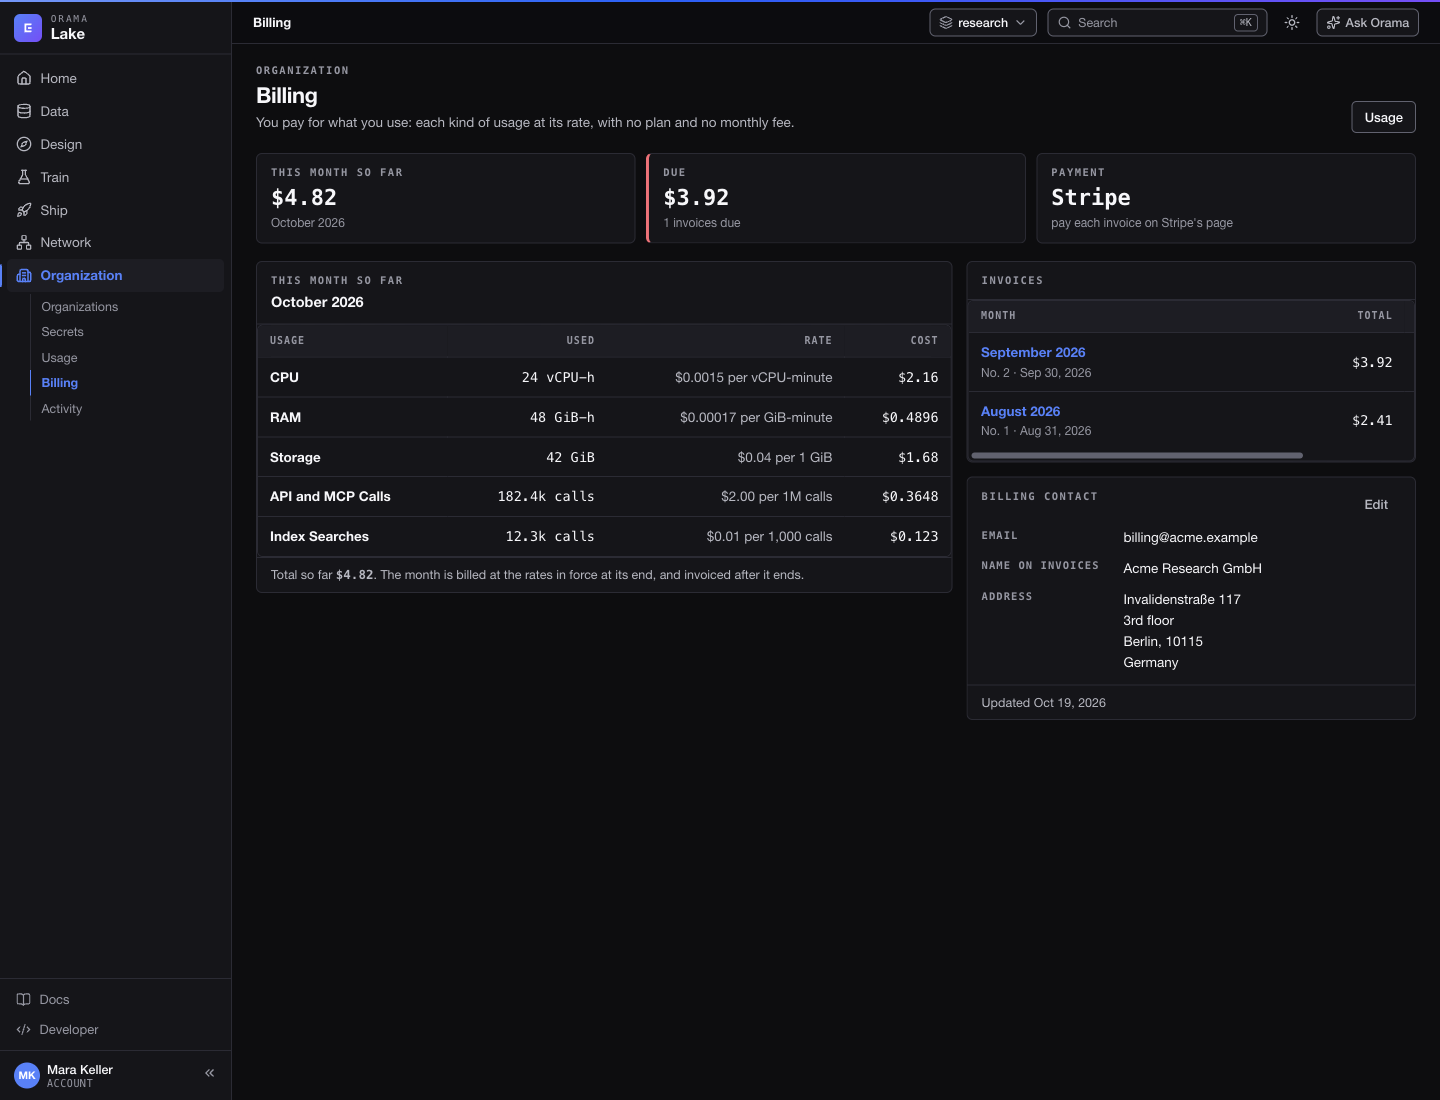 ORAMA
Lake
Home
Data
Design
Train
Ship
Network
Organization
Organizations
Secrets
Usage
Billing
Activity
Docs
Developer
MK
Mara Keller
ACCOUNT
Billing
research
Search
⌘K
Ask Orama
ORGANIZATION
Billing
You pay for what you use: each kind of usage at its rate, with no plan and no monthly fee.
Usage
THIS MONTH SO FAR
$4.82
October 2026
DUE
$3.92
1 invoices due
PAYMENT
Stripe
pay each invoice on Stripe's page
THIS MONTH SO FAR
October 2026
USAGE USED RATE COST
CPU 24 vCPU-h $0.0015 per vCPU-minute $2.16
RAM 48 GiB-h $0.00017 per GiB-minute $0.4896
Storage 42 GiB $0.04 per 1 GiB $1.68
API and MCP Calls 182.4k calls $2.00 per 1M calls $0.3648
Index Searches 12.3k calls $0.01 per 1,000 calls $0.123
Total so far $4.82. The month is billed at the rates in force at its end, and invoiced after it ends.
INVOICES
MONTH TOTAL
September 2026
No. 2 · Sep 30, 2026
$3.92
August 2026
No. 1 · Aug 31, 2026
$2.41
BILLING CONTACT
Edit
EMAIL billing@acme.example
NAME ON INVOICES Acme Research GmbH
ADDRESS Invalidenstraße 117
3rd floor
Berlin, 10115
Germany
Updated Oct 19, 2026